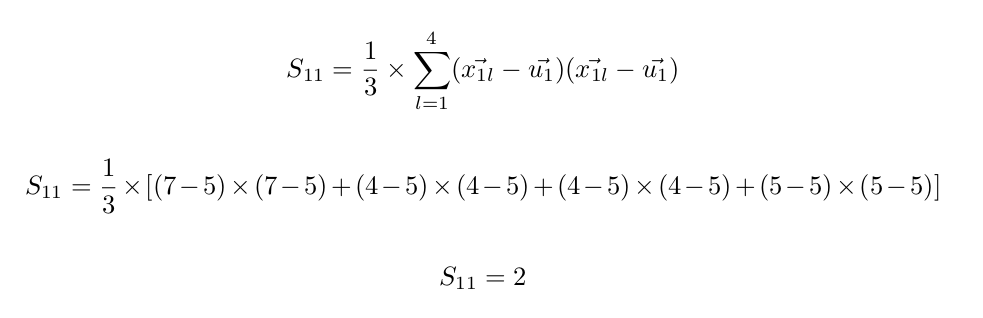 $S_{11} = \frac{1}{3} \times \sum_{l=1}^{4} (\vec{x_{1l}} - \vec{u_1})(\vec{x_{1l}} - \vec{u_1})$
$S_{11} = \frac{1}{3} \times [(7-5) \times (7-5) + (4-5) \times (4-5) + (4-5) \times (4-5) + (5-5) \times (5-5)]$
$S_{11} = 2$